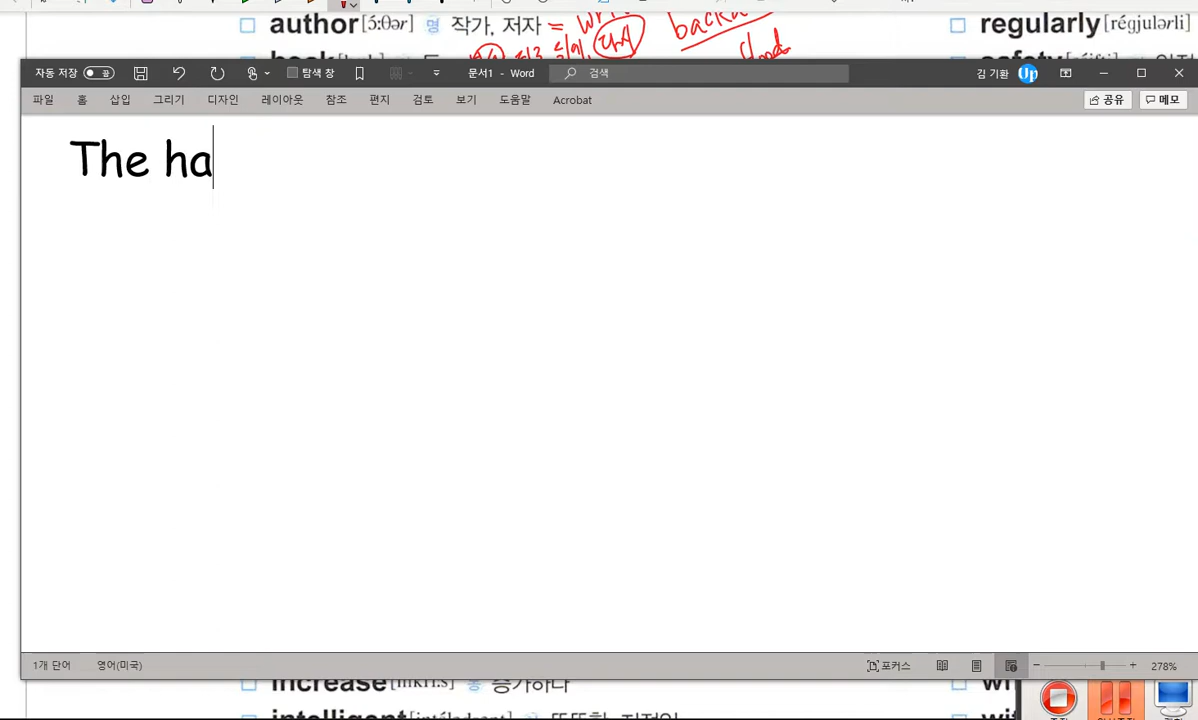 author [ɔ́:θər] 명 작가, 저자 =
regularly [régjulərli]
자동 저장 끔 탐색 창 문서1 - Word 검색 김 기환 Up
파일 홈 삽입 그리기 디자인 레이아웃 참조 편지 검토 보기 도움말 Acrobat 공유 메모
The ha
1개 단어 영어(미국) 포커스 278%
increase 증가하다
intelligent